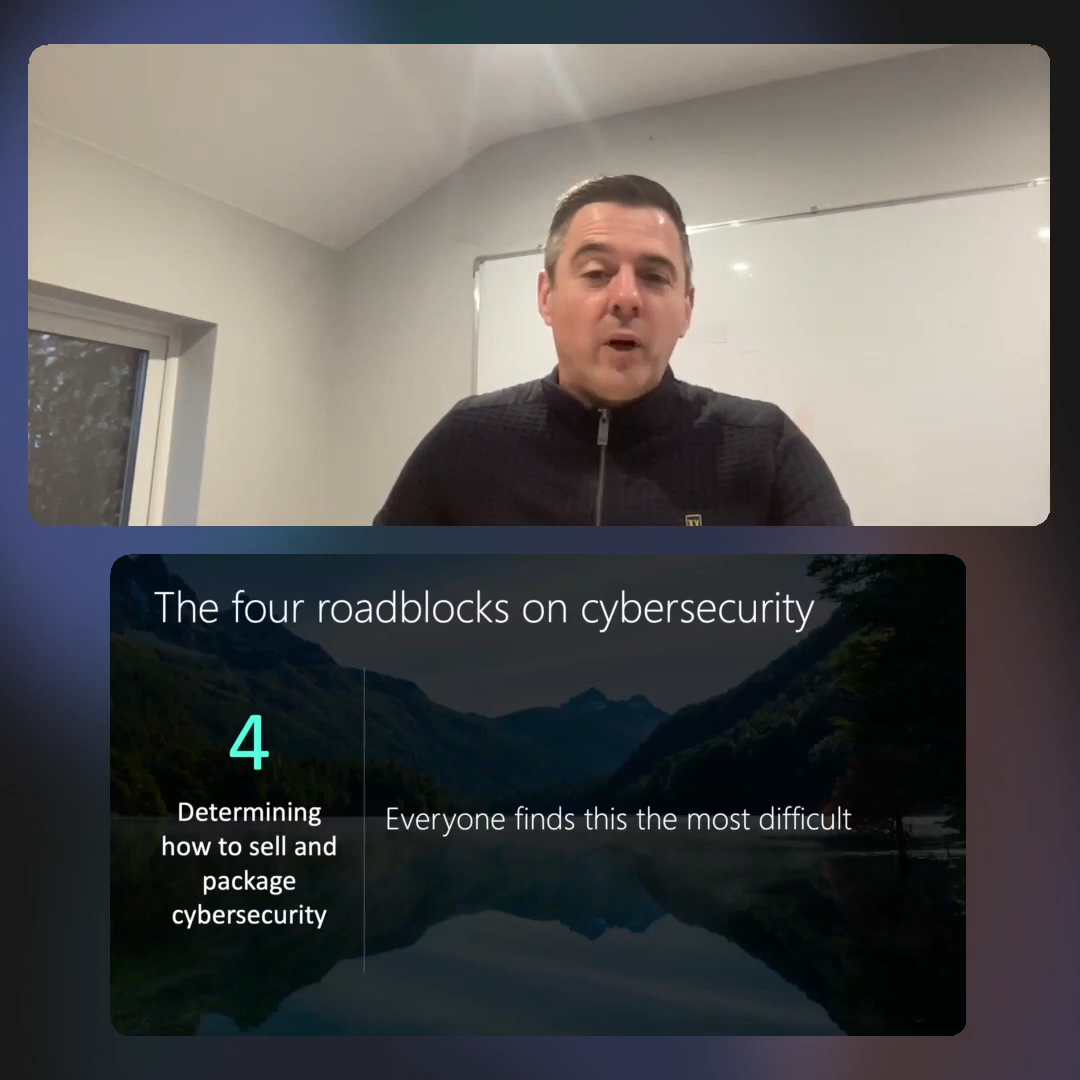 The four roadblocks on cybersecurity
4
Determining
how to sell and
package
cybersecurity
Everyone finds this the most difficult